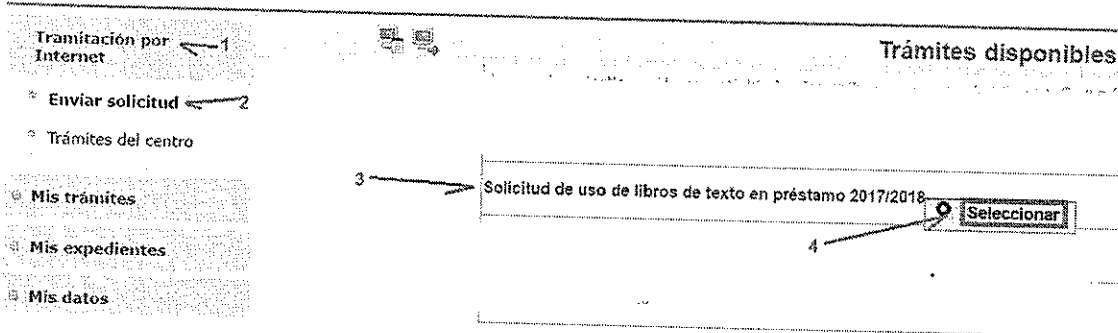 Tramitación por
Internet
1
Trámites disponibles
Enviar solicitud
2
Trámites del centro
3
Solicitud de uso de libros de texto en préstamo 2017/2018
Seleccionar
Mis trámites
4
Mis expedientes
Mis datos